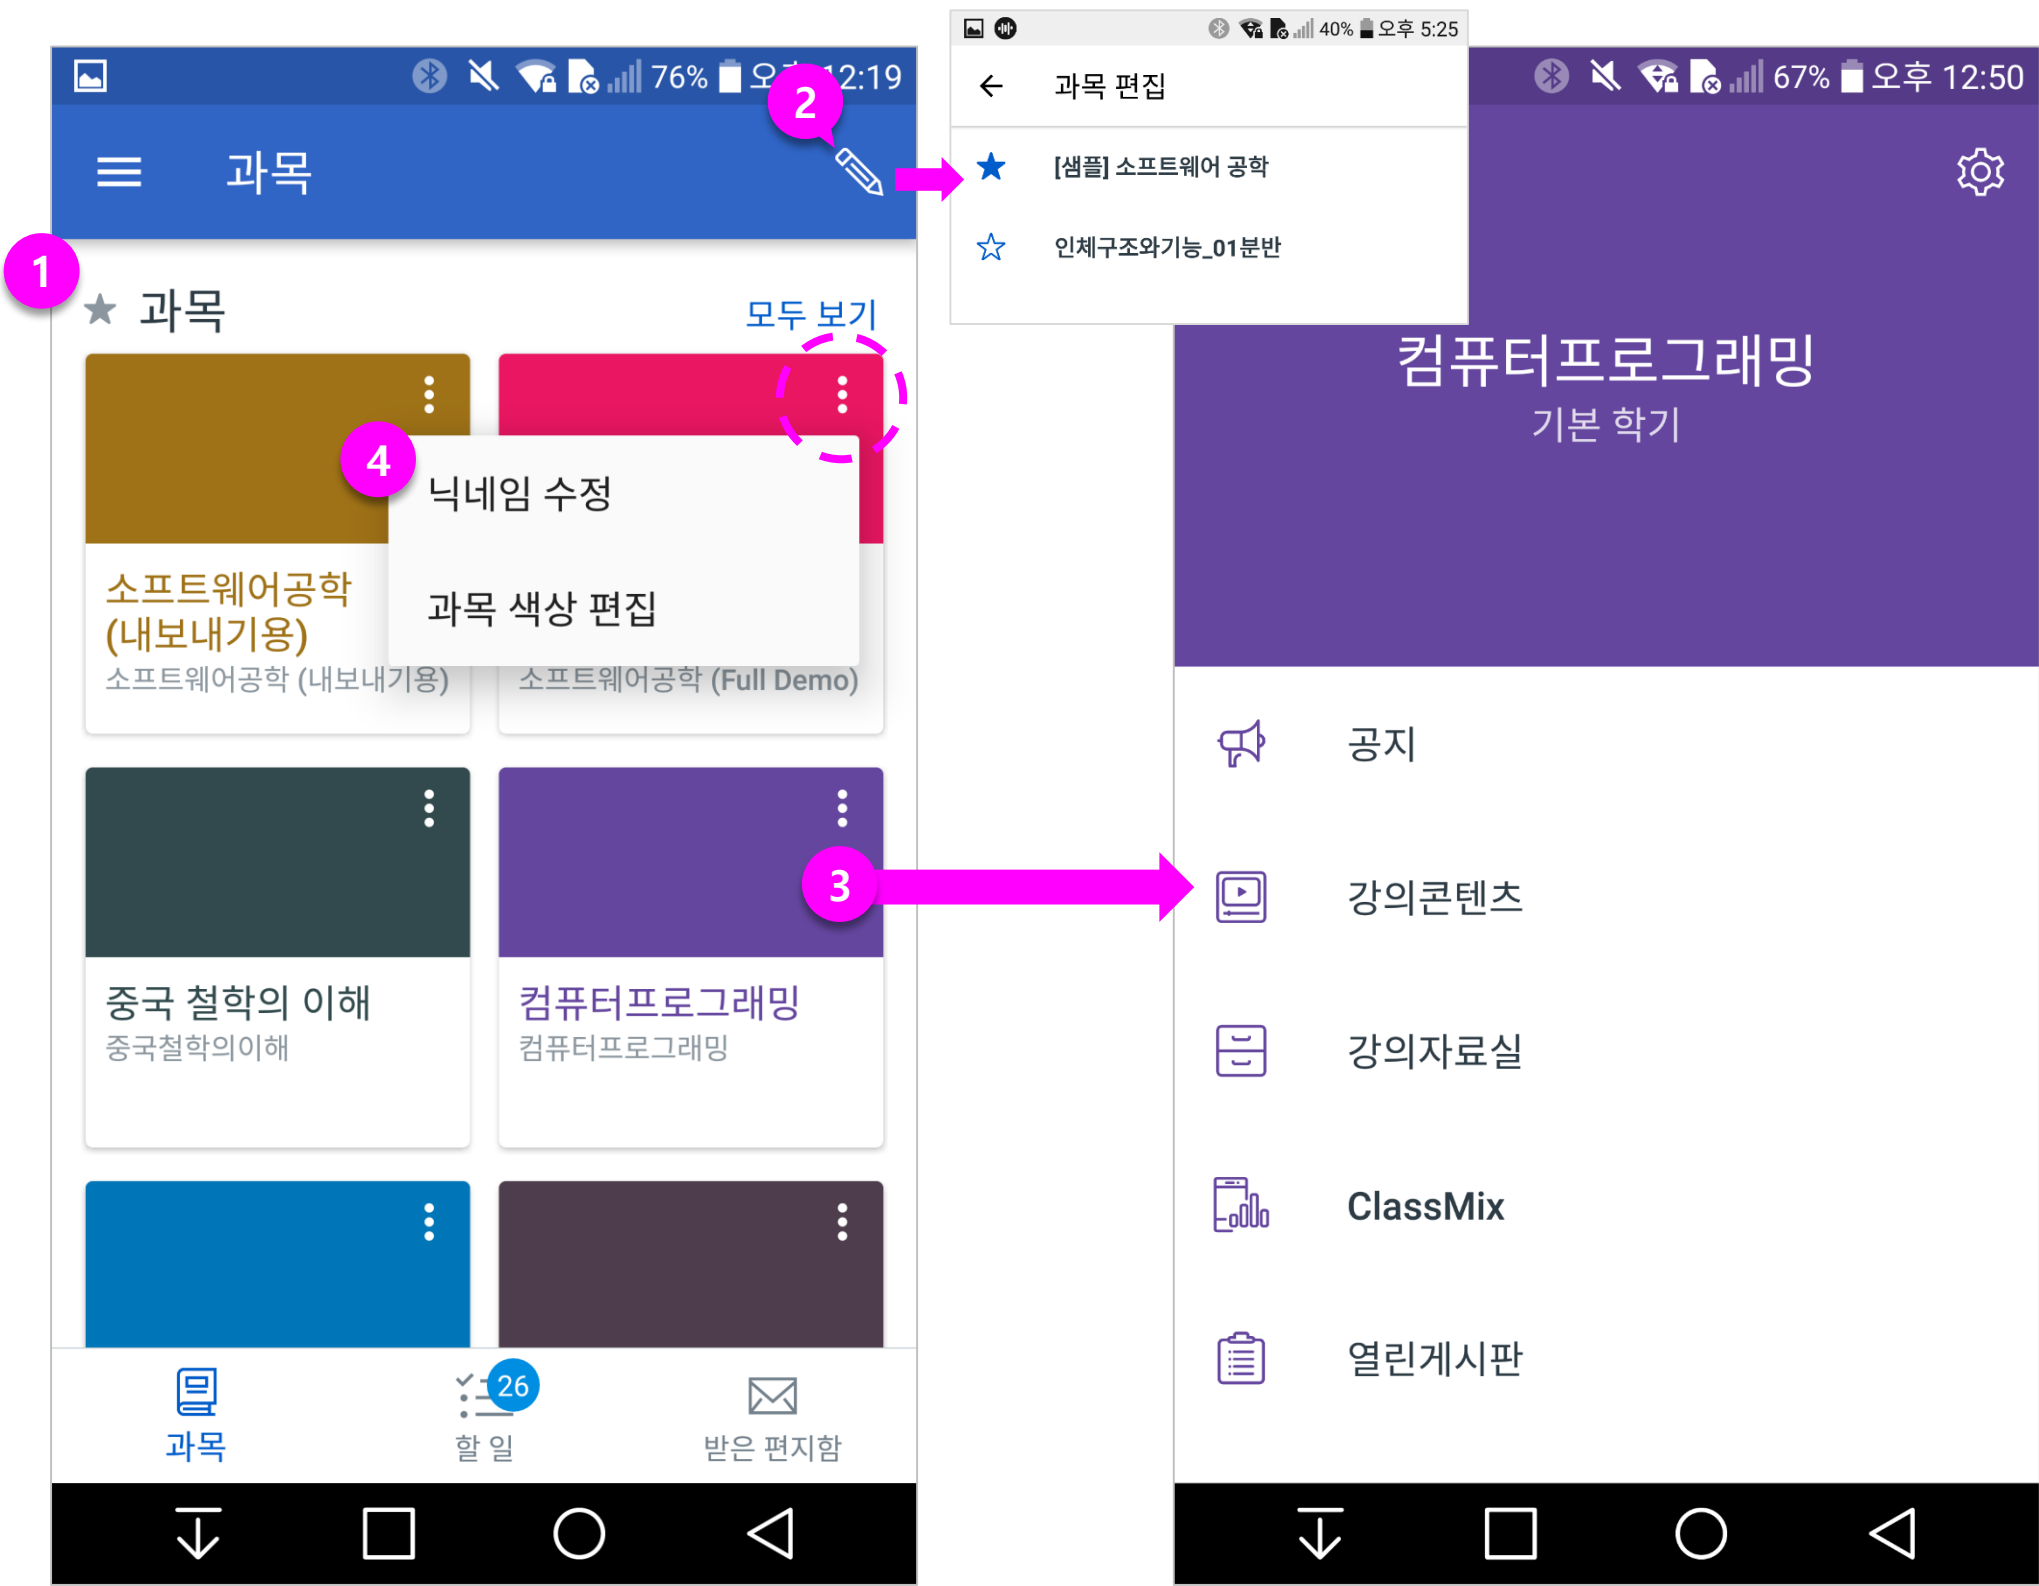 76%
2:19
2
과목
1
과목
모두 보기
4
닉네임 수정
과목 색상 편집
소프트웨어공학
(내보내기용)
소프트웨어공학 (내보내기용)
소프트웨어공학 (Full Demo)
3
중국 철학의 이해
중국철학의이해
컴퓨터프로그래밍
컴퓨터프로그래밍
과목
26
할 일
받은 편지함
40% 오후 5:25
과목 편집
[샘플] 소프트웨어 공학
인체구조와기능_01분반
67% 오후 12:50
컴퓨터프로그래밍
기본 학기
공지
강의콘텐츠
강의자료실
ClassMix
열린게시판